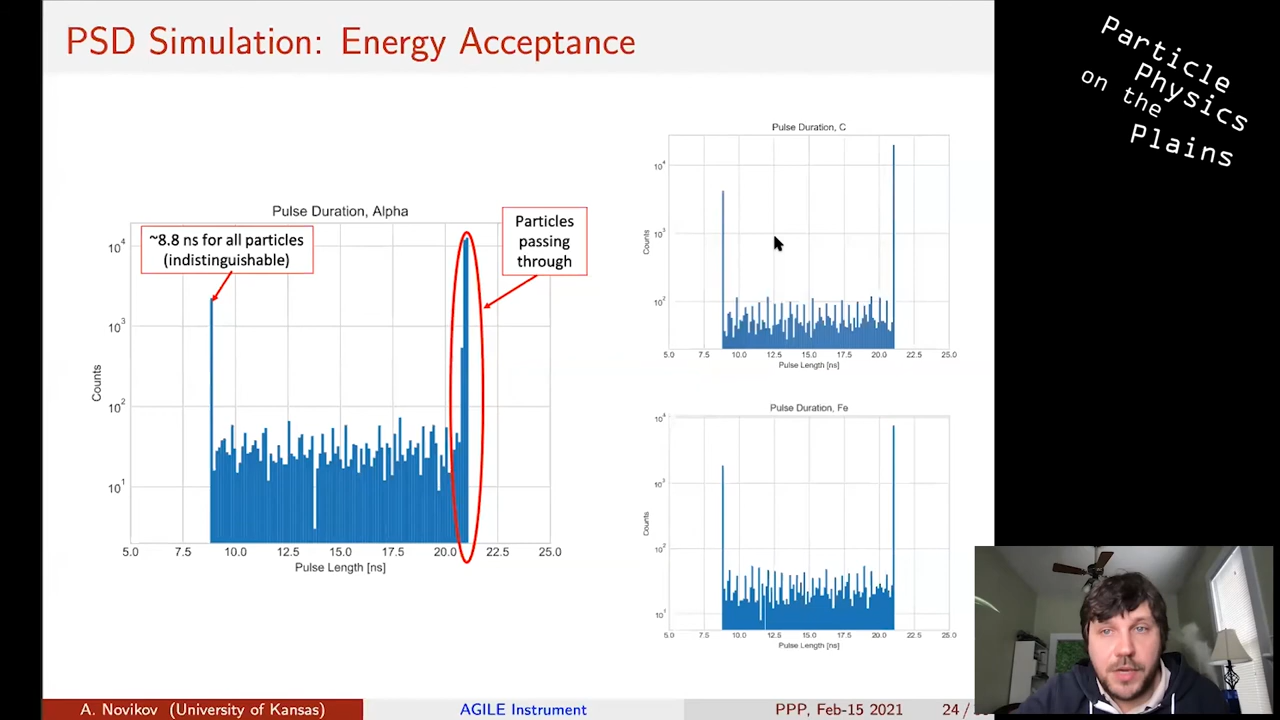 PSD Simulation: Energy Acceptance
Particle
Physics
on the
Plains
Pulse Duration, Alpha
~8.8 ns for all particles
(indistinguishable)
Particles
passing
through
Counts
10⁴
10³
10²
10¹
5.0 7.5 10.0 12.5 15.0 17.5 20.0 22.5 25.0
Pulse Length [ns]
Pulse Duration, C
Counts
10⁴
10³
10²
5.0 7.5 10.0 12.5 15.0 17.5 20.0 22.5 25.0
Pulse Length [ns]
Pulse Duration, Fe
Counts
10⁴
10³
10²
10¹
5.0 7.5 10.0 12.5 15.0 17.5 20.0 22.5 25.0
Pulse Length [ns]
A. Novikov (University of Kansas) AGILE Instrument PPP, Feb-15 2021 24 /